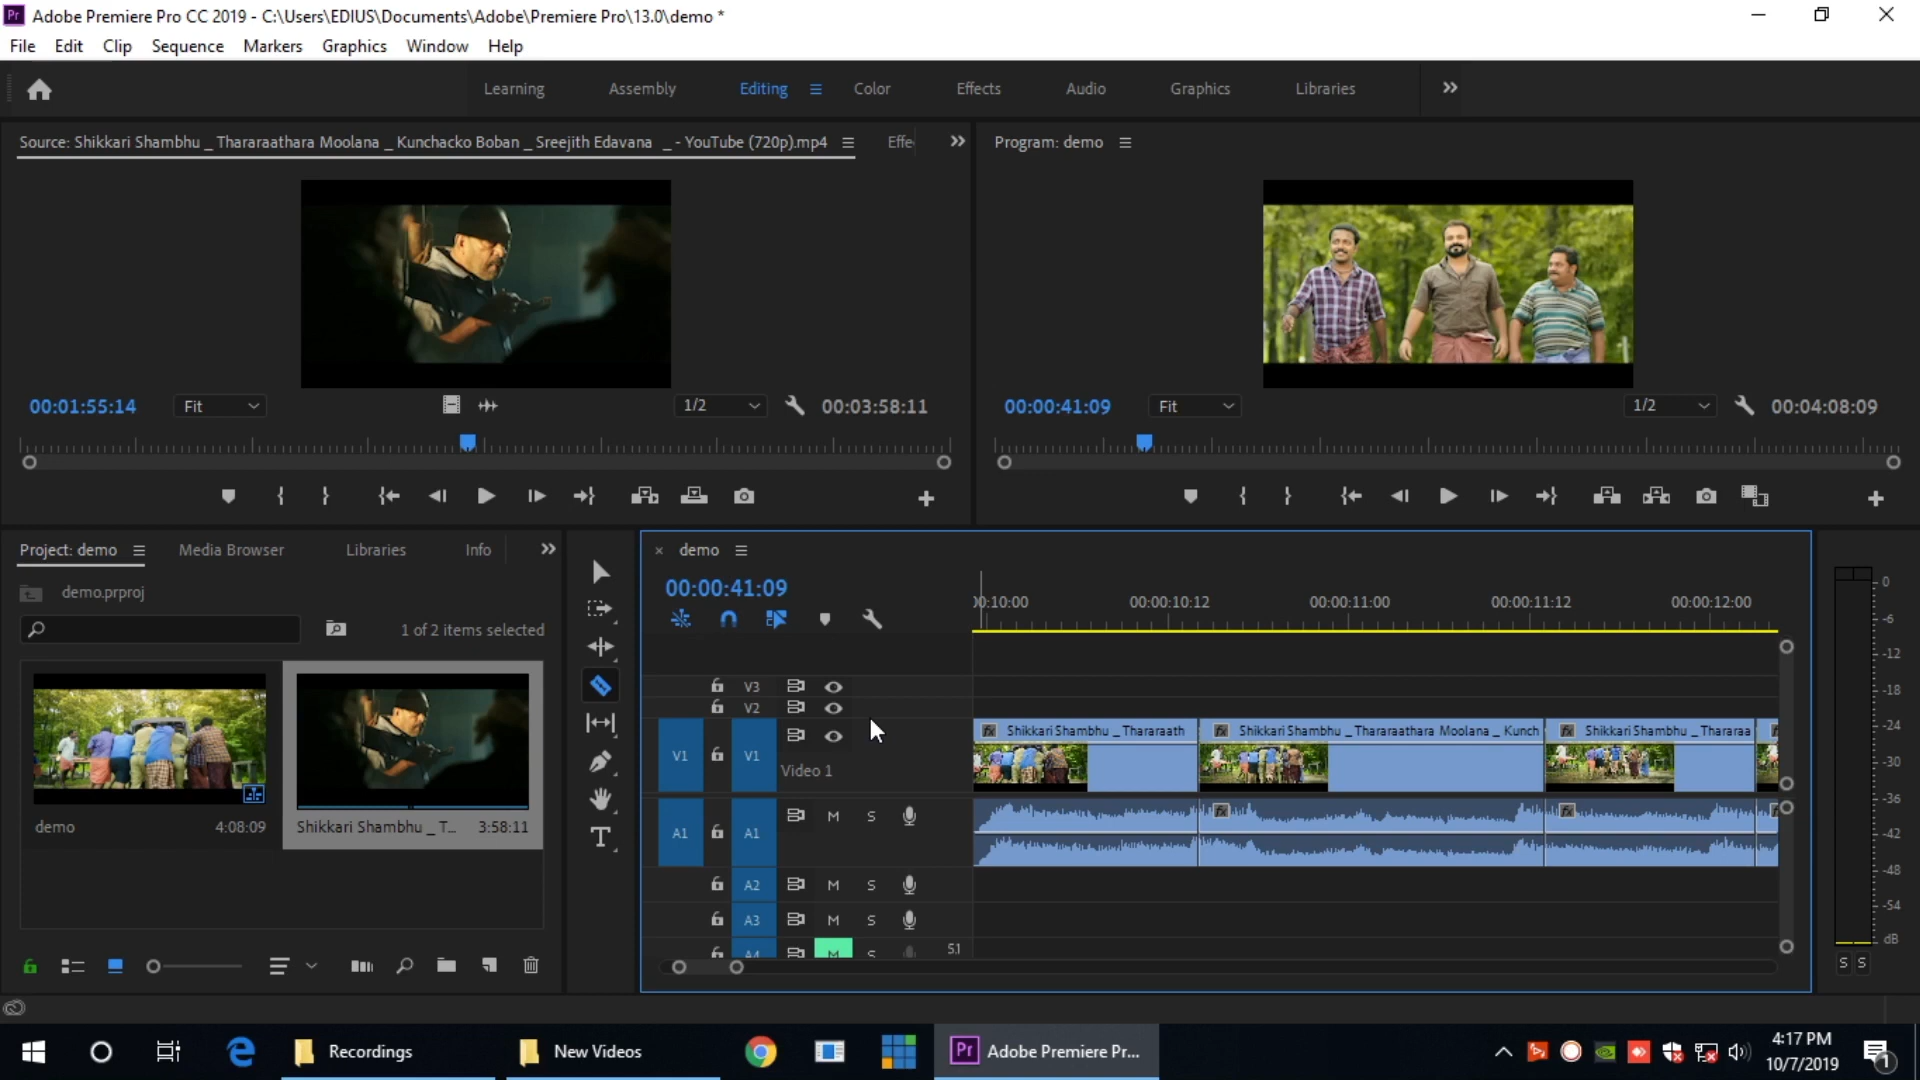 Pr Adobe Premiere Pro CC 2019 - C:\Users\EDIUS\Documents\Adobe\Premiere Pro\13.0\demo *
File Edit Clip Sequence Markers Graphics Window Help
Learning Assembly Editing Color Effects Audio Graphics Libraries
Source: Shikkari Shambhu _ Thararaathara Moolana _ Kunchacko Boban _ Sreejith Edavana _ - YouTube (720p).mp4 Effe
Program: demo
00:01:55:14 Fit 1/2 00:03:58:11
00:00:41:09 Fit 1/2 00:04:08:09
Project: demo Media Browser Libraries Info
demo.prproj
1 of 2 items selected
demo 4:08:09
Shikkari Shambhu _ T... 3:58:11
demo
00:00:41:09
00:10:00 00:00:10:12 00:00:11:00 00:00:11:12 00:00:12:00
V3
V2
V1 V1 Video 1
fx Shikkari Shambhu _ Thararaath
fx Shikkari Shambhu _ Thararaathara Moolana _ Kunch
fx Shikkari Shambhu _ Thararaa
A1 A1 M S
fx fx
A2 M S
A3 M S
A4 M S 5.1
0
-6
-12
-18
-24
-30
-36
-42
-48
-54
dB
S S
Recordings New Videos Pr Adobe Premiere Pr...
4:17 PM
10/7/2019
1